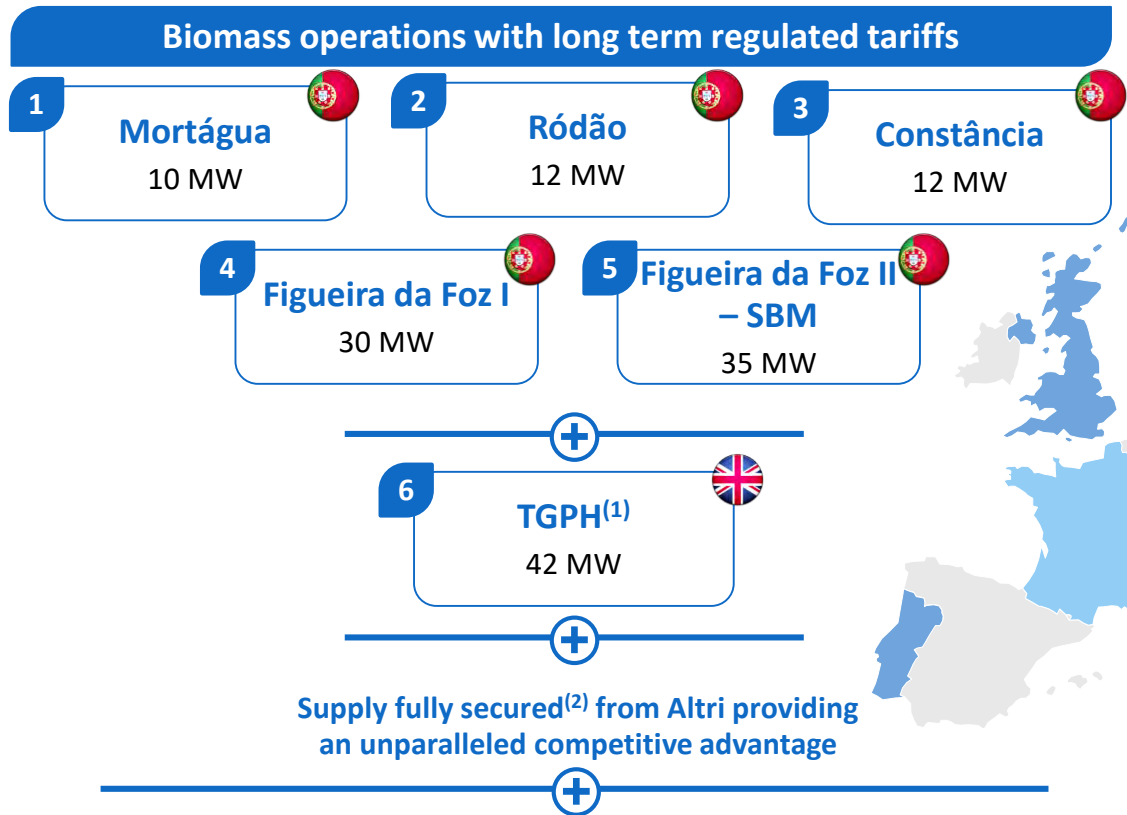 Biomass operations with long term regulated tariffs
1
Mortágua
10 MW
2
Ródão
12 MW
3
Constância
12 MW
4
Figueira da Foz I
30 MW
5
Figueira da Foz II
– SBM
35 MW
6
TGPH(1)
42 MW
Supply fully secured(2) from Altri providing
an unparalleled competitive advantage